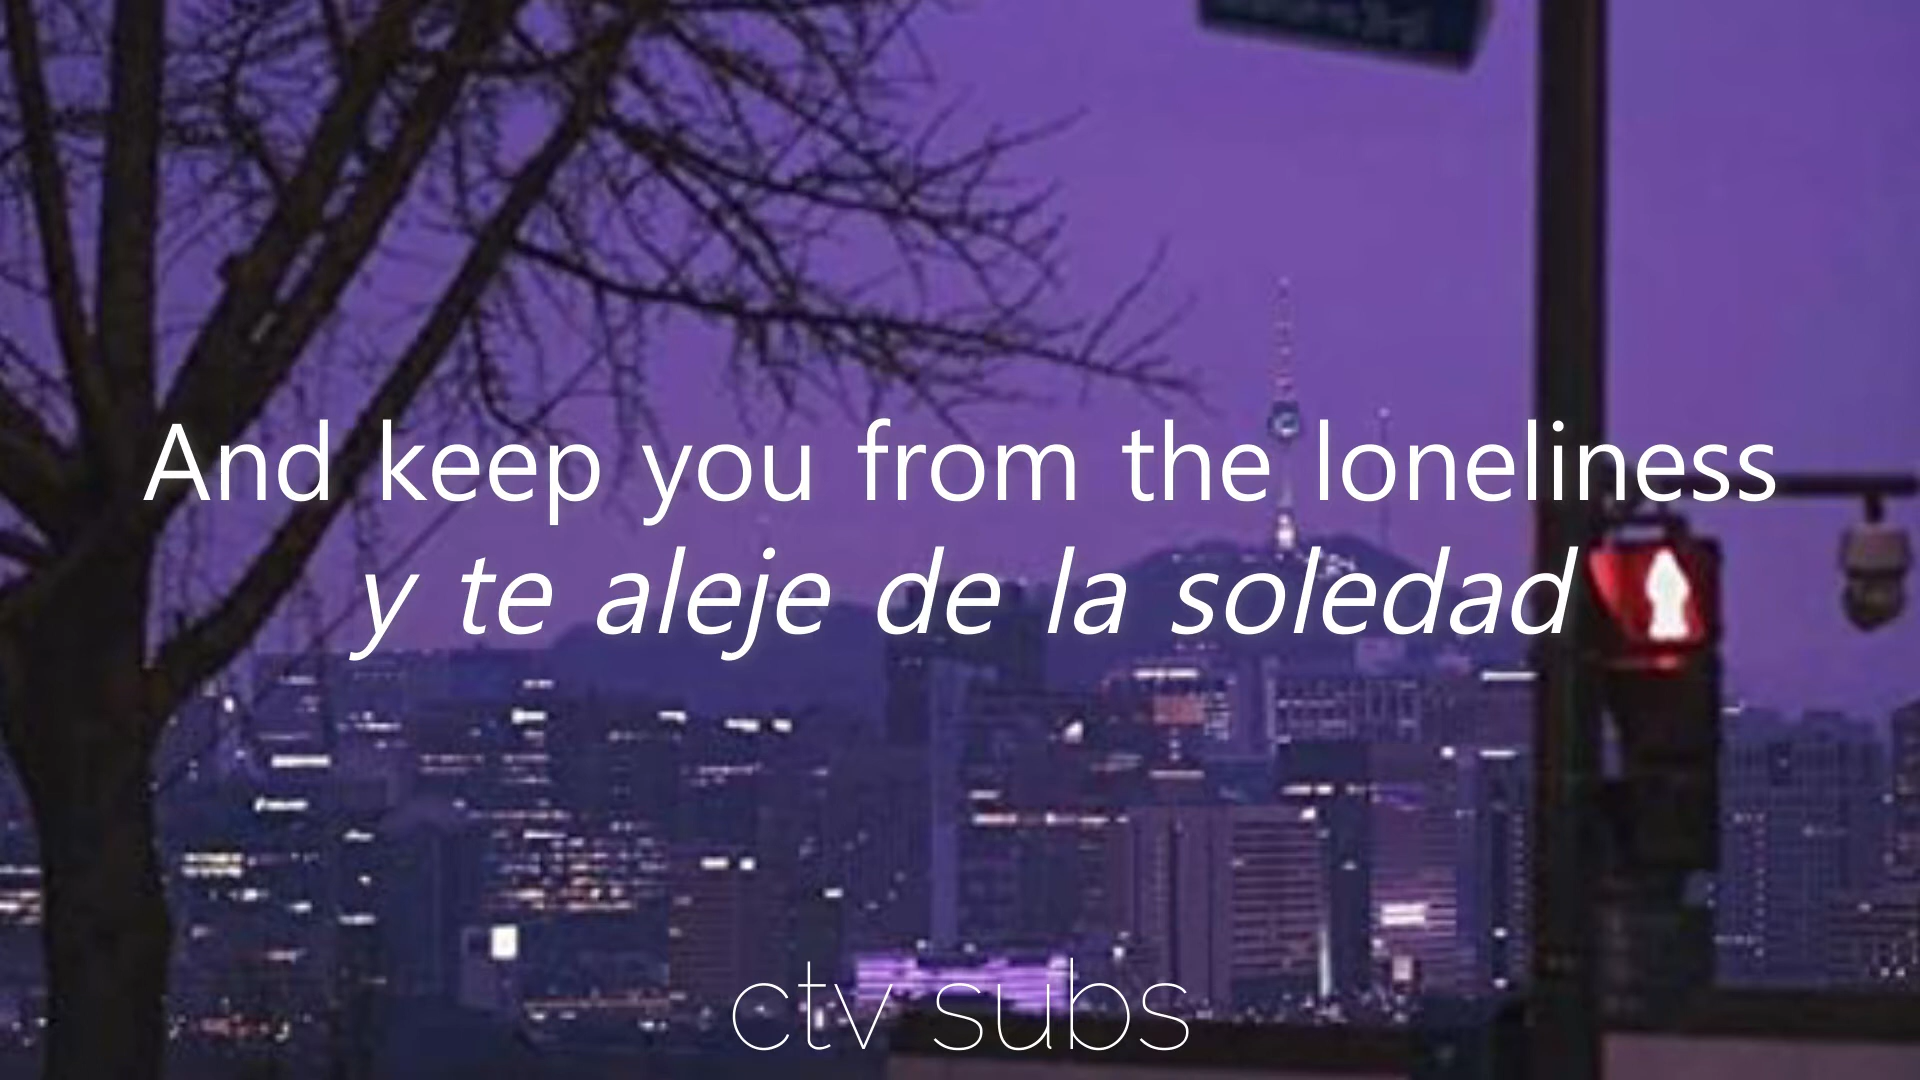 And keep you from the loneliness
y te aleje de la soledad
ctv subs